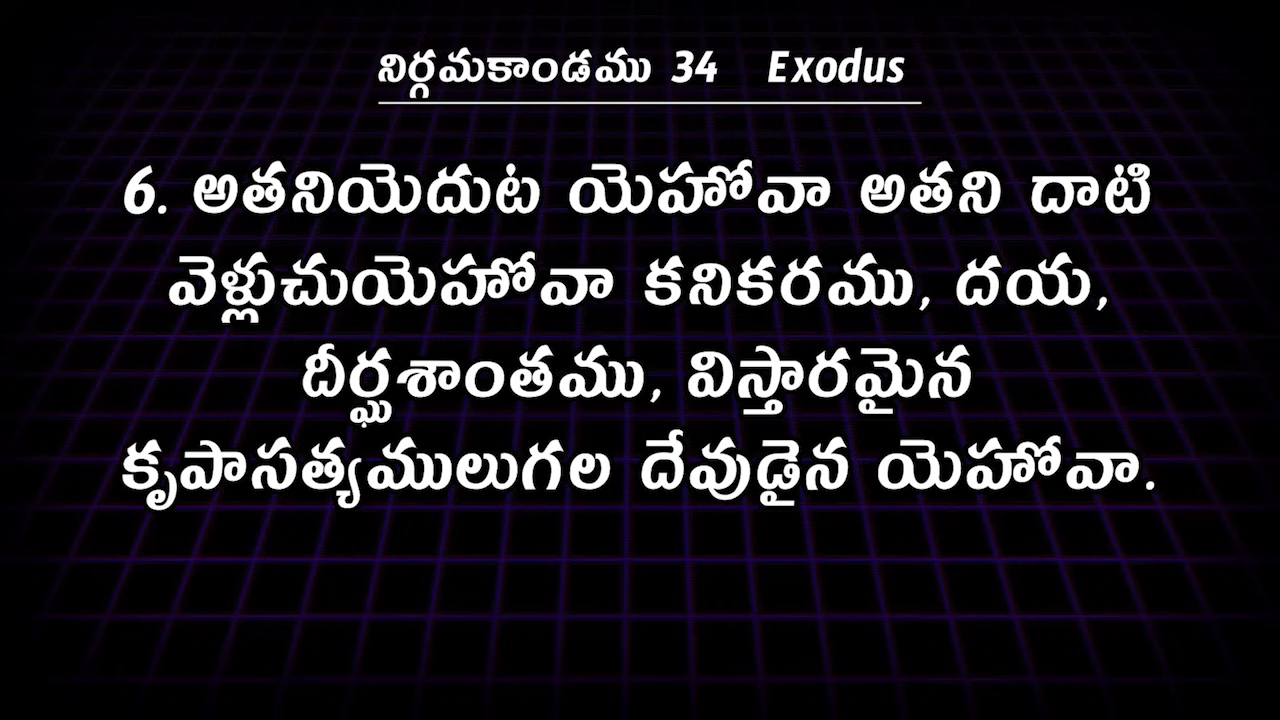 నిర్గమకాండము 34 Exodus
6. అతనియెదుట యెహోవా అతని దాటి
వెళ్లుచుయెహోవా కనికరము, దయ,
దీర్ఘశాంతము, విస్తారమైన
కృపాసత్యములుగల దేవుడైన యెహోవా.